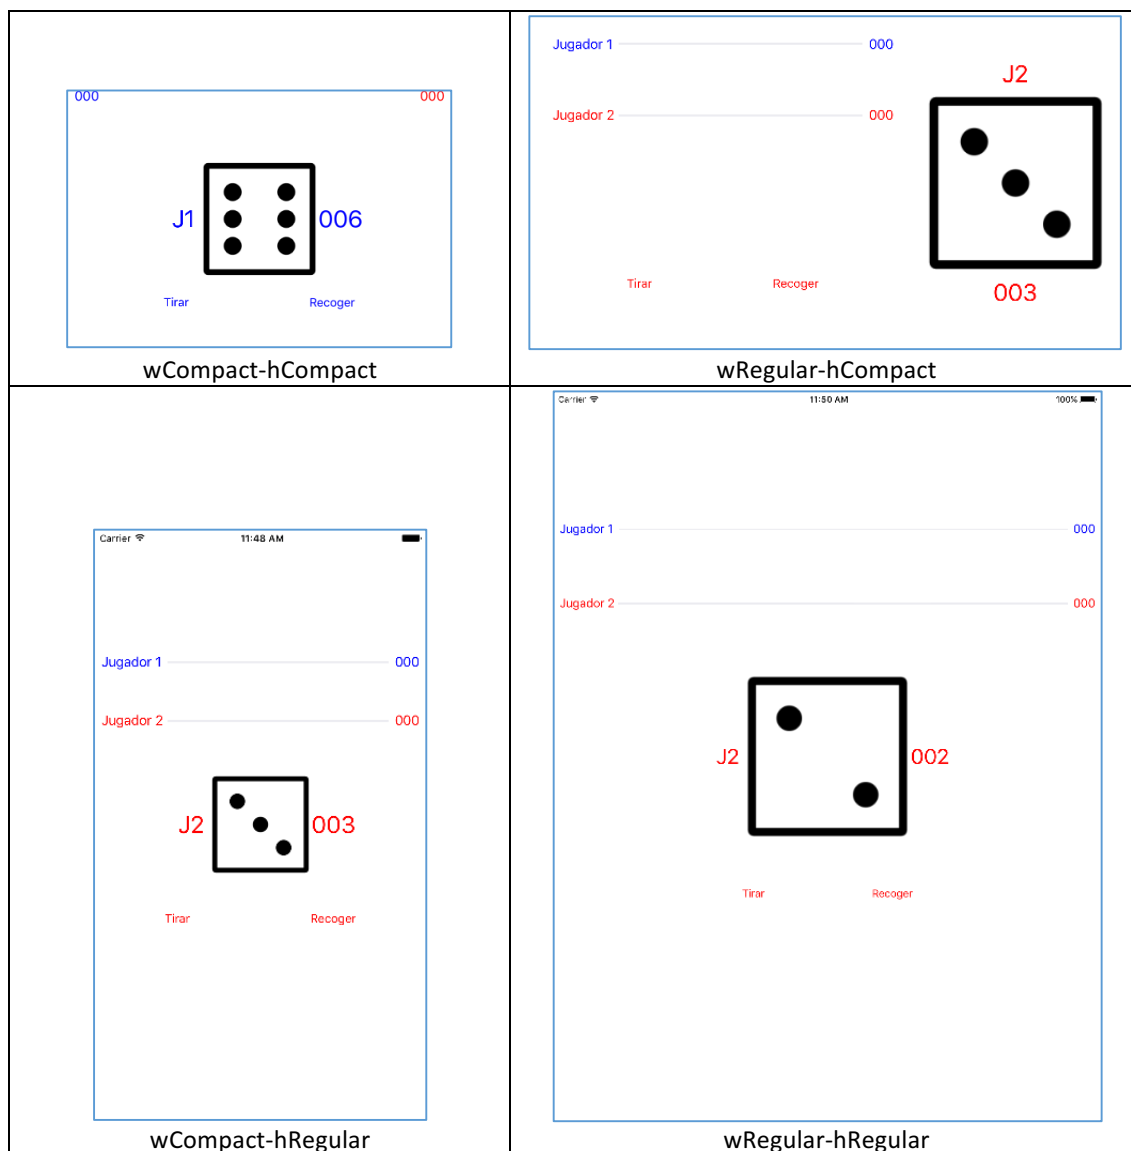 000 000
J1 006
Tirar Recoger
wCompact-hCompact
Jugador 1 000
J2
Jugador 2 000
Tirar Recoger
003
wRegular-hCompact
Carrier 11:48 AM
Jugador 1 000
Jugador 2 000
J2 003
Tirar Recoger
wCompact-hRegular
Carrier 11:50 AM 100%
Jugador 1 000
Jugador 2 000
J2 002
Tirar Recoger
wRegular-hRegular